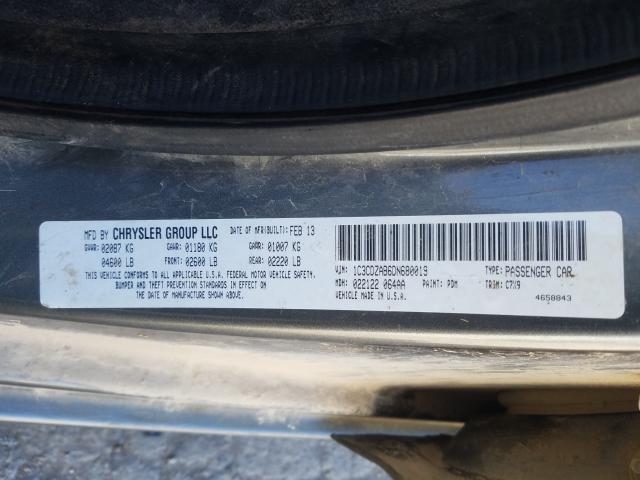 MFD BY CHRYSLER GROUP LLC DATE OF MFR(BUILT): FEB 13
GVWR: 02087 KG GAWR: 01180 KG GAWR: 01007 KG
04600 LB FRONT: 02600 LB REAR: 02220 LB
THIS VEHICLE CONFORMS TO ALL APPLICABLE U.S.A. FEDERAL MOTOR VEHICLE SAFETY,
BUMPER AND THEFT PREVENTION STANDARDS IN EFFECT ON
THE DATE OF MANUFACTURE SHOWN ABOVE.
VIN: 1C3CDZAB6DN680019 TYPE: PASSENGER CAR
MDH: 022122 064AA PAINT: PDM TRIM: C7X9
VEHICLE MADE IN U.S.A. 4658843